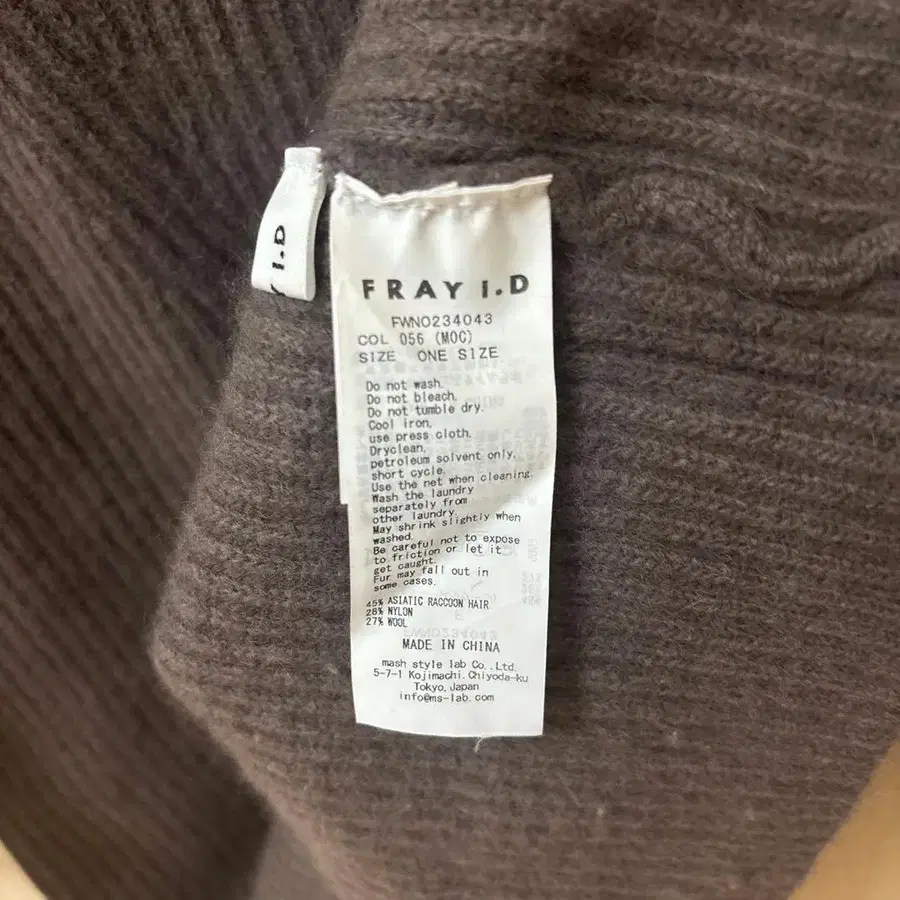 Y i.D
FRAY i.D
FWNO234043
COL 056 (MOC)
SIZE ONE SIZE
Do not wash.
Do not bleach.
Do not tumble dry.
Cool iron,
use press cloth.
Dryclean,
petroleum solvent only,
short cycle.
Use the net when cleaning.
Wash the laundry
separately from
other laundry.
May shrink slightly when
washed.
Be careful not to expose
to friction or let it
get caught.
Fur may fall out in
some cases.
45% ASIATIC RACCOON HAIR
28% NYLON
27% WOOL
MADE IN CHINA
mash style lab Co.,Ltd.
5-7-1 Kojimachi.Chiyoda-ku
Tokyo, Japan
info@ms-lab.com